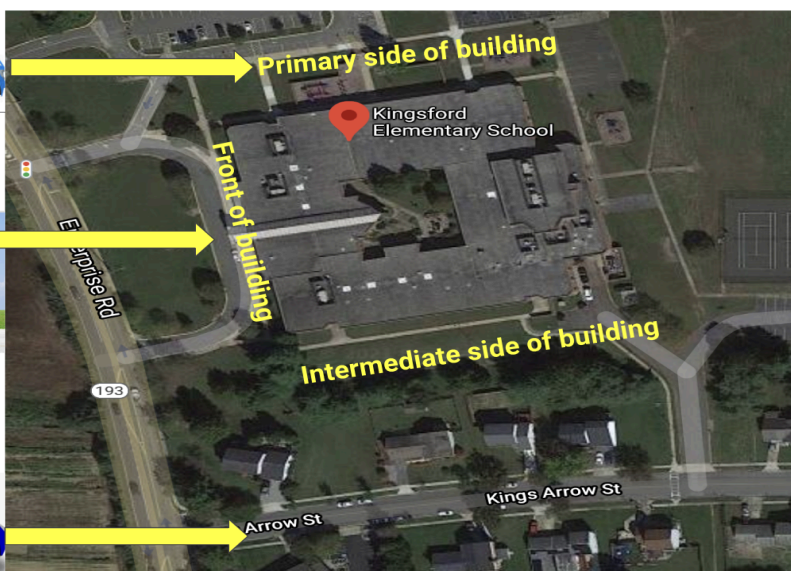 Primary side of building
Kingsford
Elementary School
Front of building
Enterprise Rd
Intermediate side of building
193
Kings Arrow St
Arrow St